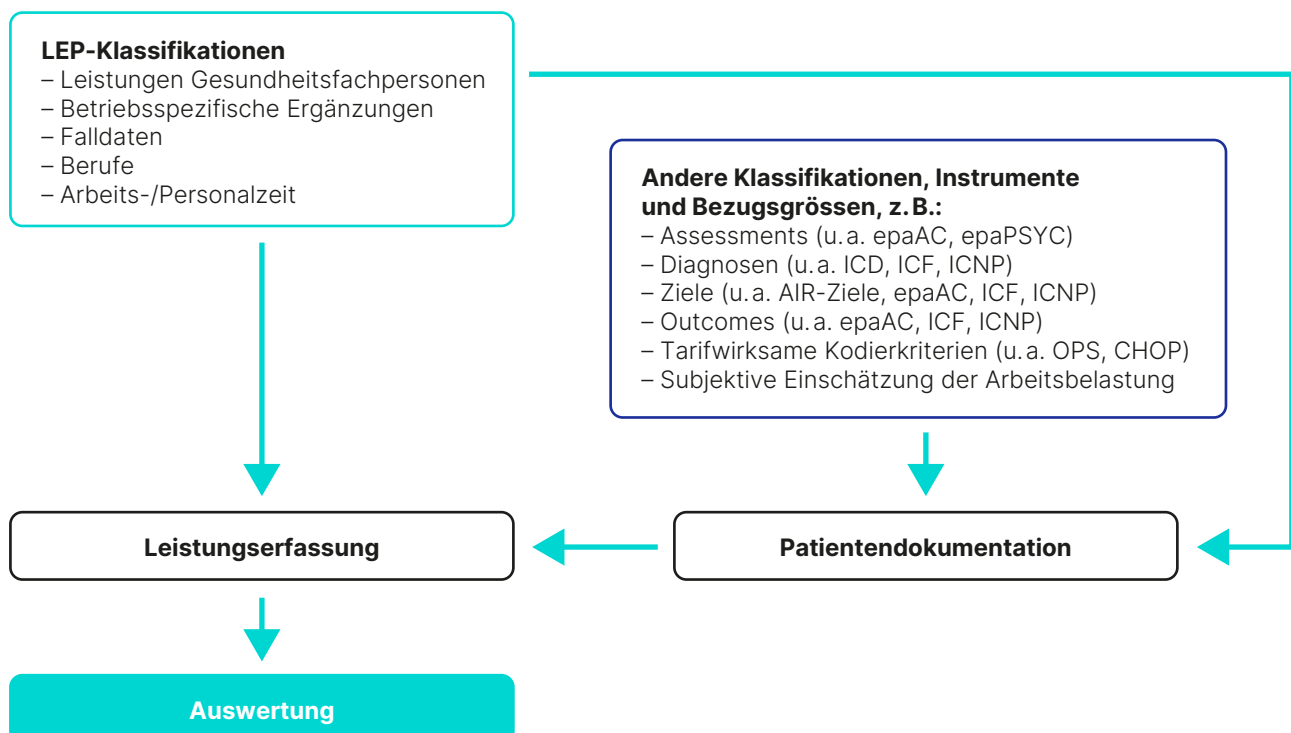 LEP-Klassifikationen
– Leistungen Gesundheitsfachpersonen
– Betriebsspezifische Ergänzungen
– Falldaten
– Berufe
– Arbeits-/Personalzeit
Andere Klassifikationen, Instrumente
und Bezugsgrössen, z. B.:
– Assessments (u. a. epaAC, epaPSYC)
– Diagnosen (u. a. ICD, ICF, ICNP)
– Ziele (u. a. AIR-Ziele, epaAC, ICF, ICNP)
– Outcomes (u. a. epaAC, ICF, ICNP)
– Tarifwirksame Kodierkriterien (u. a. OPS, CHOP)
– Subjektive Einschätzung der Arbeitsbelastung
Leistungserfassung
Patientendokumentation
Auswertung